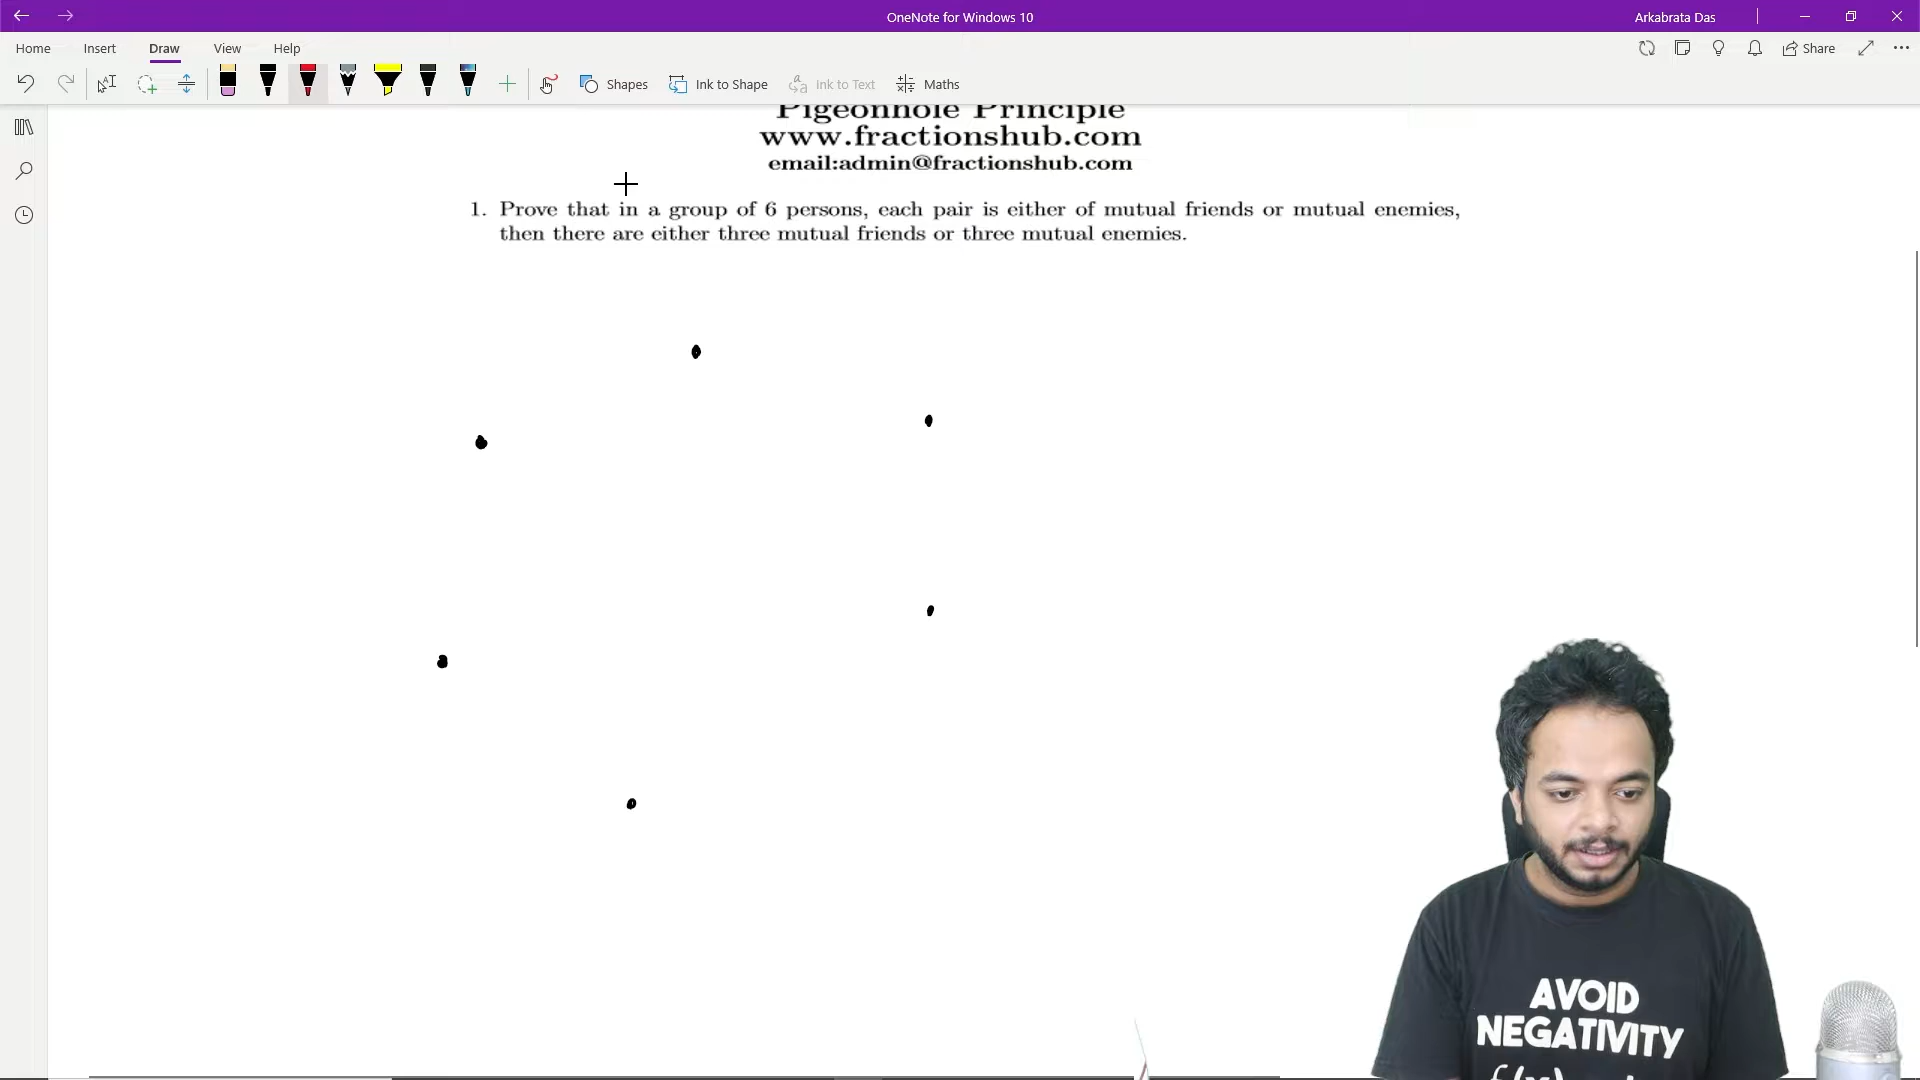 OneNote for Windows 10
Arkabrata Das
Home Insert Draw View Help
Share
Shapes Ink to Shape Ink to Text Maths
Pigeonhole Principle
www.fractionshub.com
email:admin@fractionshub.com
1. Prove that in a group of 6 persons, each pair is either of mutual friends or mutual enemies,
then there are either three mutual friends or three mutual enemies.
AVOID
NEGATIVITY